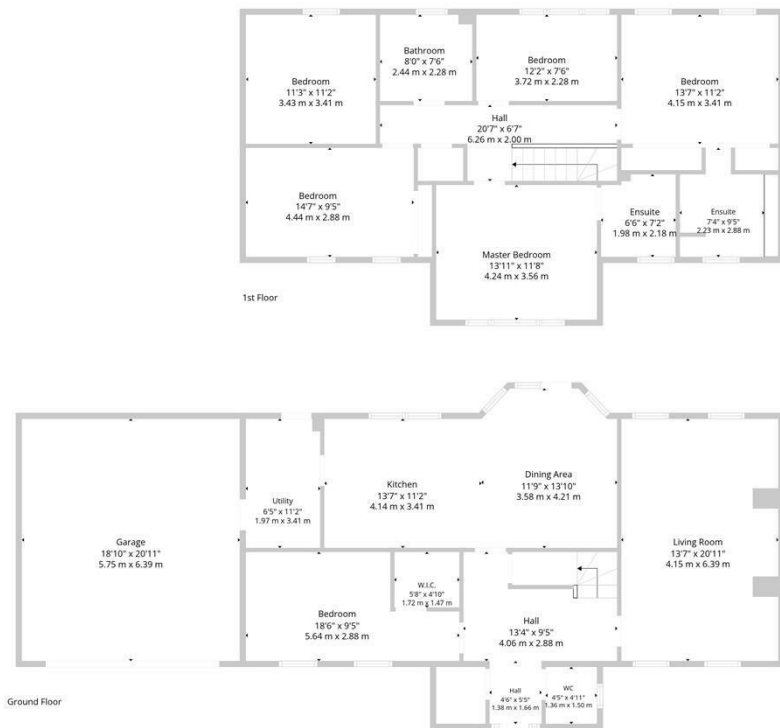 Bedroom
11'3" x 11'2"
3.43 m x 3.41 m
Bathroom
8'0" x 7'6"
2.44 m x 2.28 m
Bedroom
12'2" x 7'6"
3.72 m x 2.28 m
Bedroom
13'7" x 11'2"
4.15 m x 3.41 m
Hall
20'7" x 6'7"
6.26 m x 2.00 m
Bedroom
14'7" x 9'5"
4.44 m x 2.88 m
Master Bedroom
13'11" x 11'8"
4.24 m x 3.56 m
Ensuite
6'6" x 7'2"
1.98 m x 2.18 m
Ensuite
7'4" x 9'5"
2.23 m x 2.88 m
1st Floor
Garage
18'10" x 20'11"
5.75 m x 6.39 m
Utility
6'5" x 11'2"
1.97 m x 3.41 m
Kitchen
13'7" x 11'2"
4.14 m x 3.41 m
Dining Area
11'9" x 13'10"
3.58 m x 4.21 m
Living Room
13'7" x 20'11"
4.15 m x 6.39 m
Bedroom
18'6" x 9'5"
5.64 m x 2.88 m
W.I.C.
5'8" x 4'10"
1.72 m x 1.47 m
Hall
13'4" x 9'5"
4.06 m x 2.88 m
Hall
4'6" x 5'5"
1.38 m x 1.66 m
WC
4'5" x 4'11"
1.36 m x 1.50 m
Ground Floor